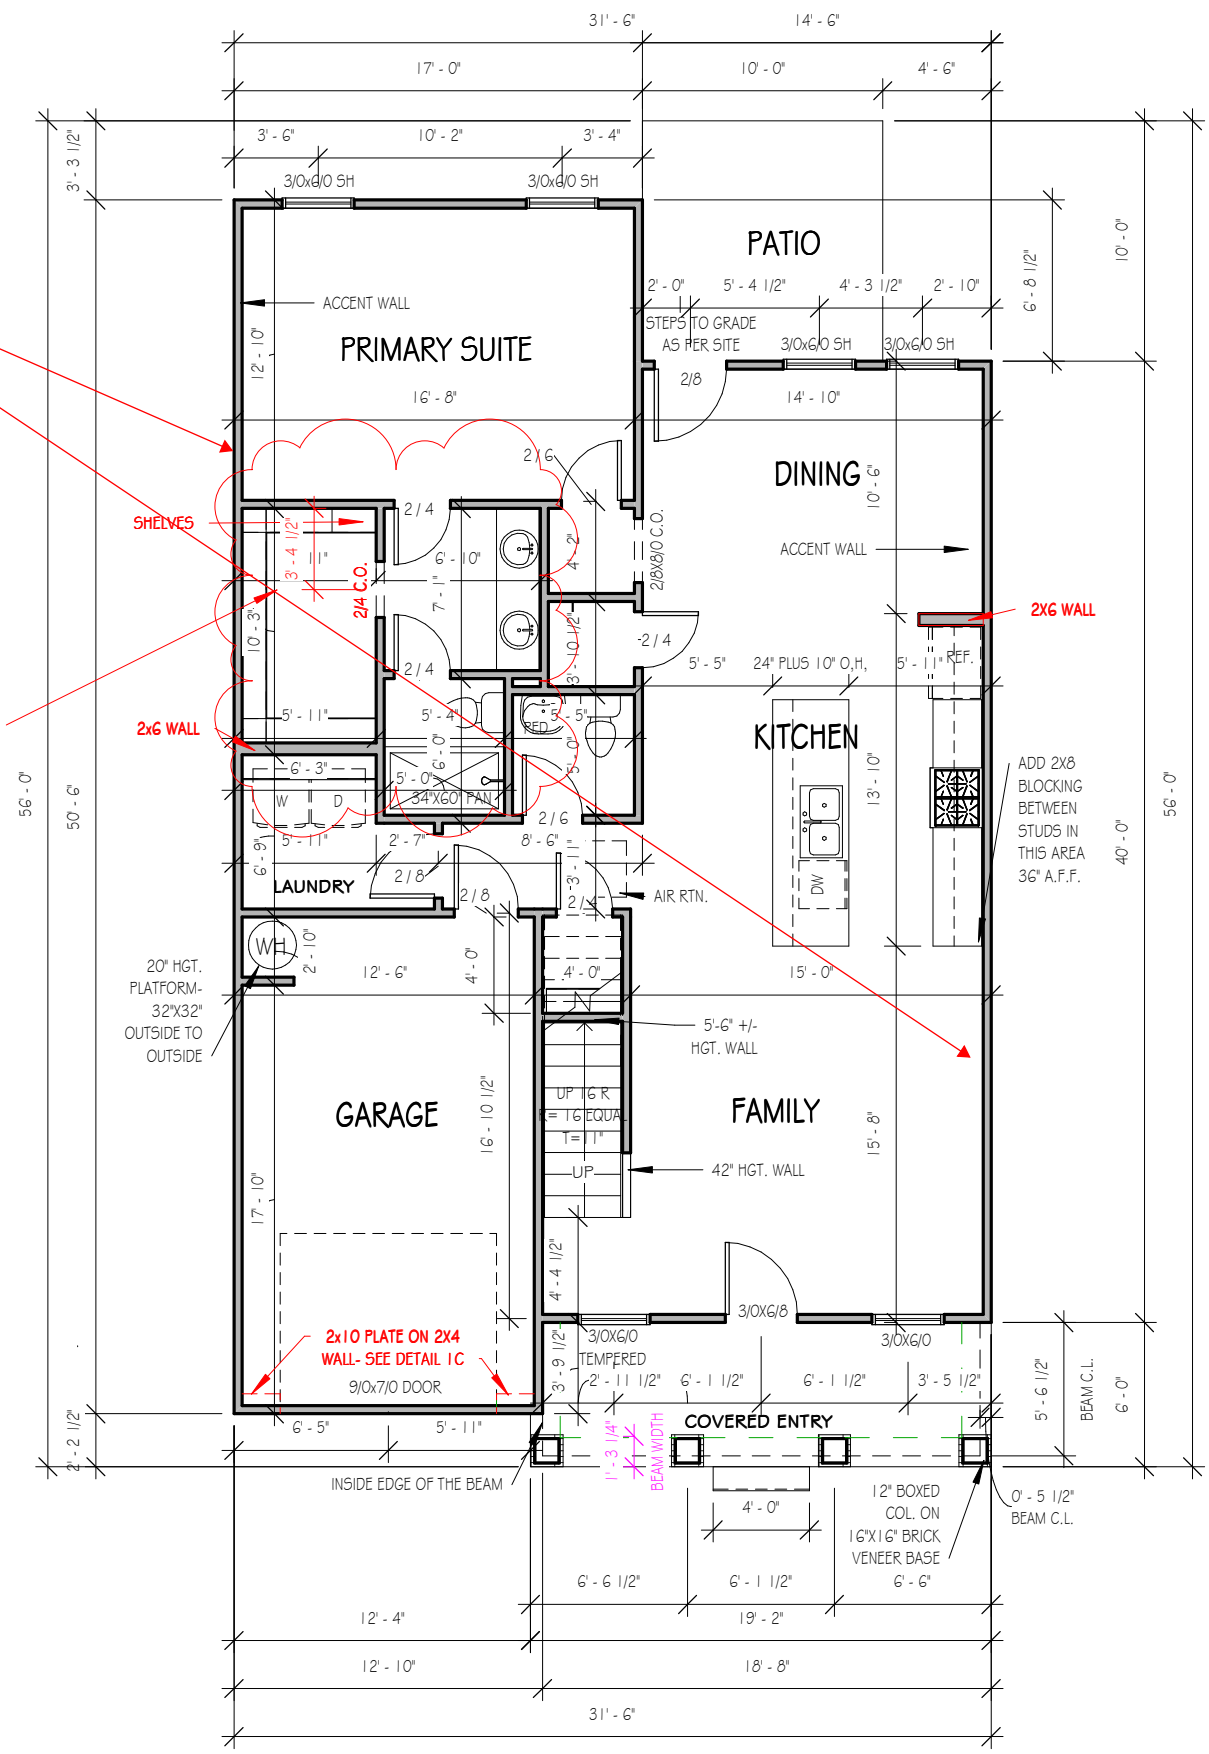 31' - 6"
14' - 6"
17' - 0"
10' - 0"
4' - 6"
3' - 6"
10' - 2"
3' - 4"
3' - 3 1/2"
3/0x6/0 SH
3/0x6/0 SH
PATIO
10' - 0"
6' - 8 1/2"
2' - 0"
5' - 4 1/2"
4' - 3 1/2"
2' - 10"
ACCENT WALL
STEPS TO GRADE
AS PER SITE
3/0x6/0 SH
3/0x6/0 SH
PRIMARY SUITE
12' - 10"
2/8
16' - 8"
14' - 10"
2 / 6
DINING
10' - 6"
SHELVES
3' - 4 1/2"
11"
2 / 4
6' - 10"
4' - 2"
2/8X8/0 C.O.
ACCENT WALL
2/4 C.O.
7' - 1"
10' - 3"
3' - 10 1/2"
2 / 4
2X6 WALL
2 / 4
5' - 5"
24" PLUS 10" O.H,
5' - 11"
REF.
5' - 11"
5' - 4"
5' - 5"
PED
2x6 WALL
KITCHEN
6' - 0"
5' - 0"
13' - 10"
6' - 3"
5' - 0"
34"X60" PAN
W
D
ADD 2X8
BLOCKING
BETWEEN
STUDS IN
THIS AREA
36" A.F.F.
56' - 0"
50' - 6"
56' - 0"
40' - 0"
2 / 6
5' - 11"
2' - 7"
8' - 6"
6' - 9"
3' - 11"
LAUNDRY
2 / 8
2 / 8
2 / 4
AIR RTN.
DW
WH
2' - 10"
20" HGT.
PLATFORM-
32"X32"
OUTSIDE TO
OUTSIDE
12' - 6"
4' - 0"
4' - 0"
15' - 0"
5'-6" +/-
HGT. WALL
GARAGE
16' - 10 1/2"
UP 16 R
R= 16 EQUAL
T=11"
FAMILY
15' - 8"
UP
42" HGT. WALL
17' - 10"
4' - 4 1/2"
3/0X6/8
3/0X6/0
TEMPERED
3/0X6/0
2x10 PLATE ON 2X4
WALL- SEE DETAIL 1C
9/0x7/0 DOOR
3' - 9 1/2"
2' - 11 1/2"
6' - 1 1/2"
6' - 1 1/2"
3' - 5 1/2"
5' - 6 1/2"
BEAM C.L.
6' - 0"
COVERED ENTRY
6' - 5"
5' - 11"
2' - 2 1/2"
1' - 3 1/4"
BEAM WIDTH
INSIDE EDGE OF THE BEAM
4' - 0"
12" BOXED
COL. ON
16"X16" BRICK
VENEER BASE
0' - 5 1/2"
BEAM C.L.
6' - 6 1/2"
6' - 1 1/2"
6' - 6"
12' - 4"
19' - 2"
12' - 10"
18' - 8"
31' - 6"